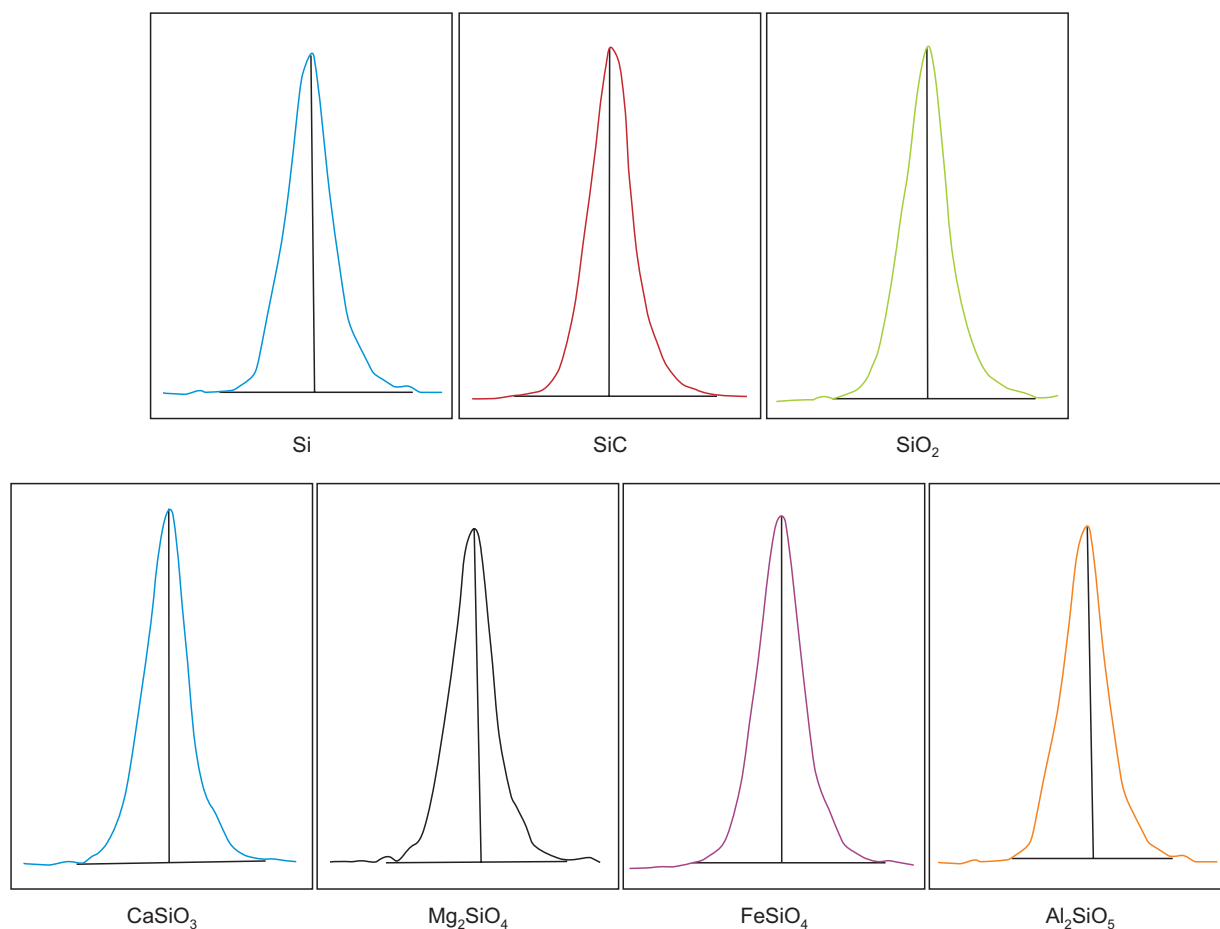 Si
SiC
SiO₂
CaSiO₃
Mg₂SiO₄
FeSiO₄
Al₂SiO₅